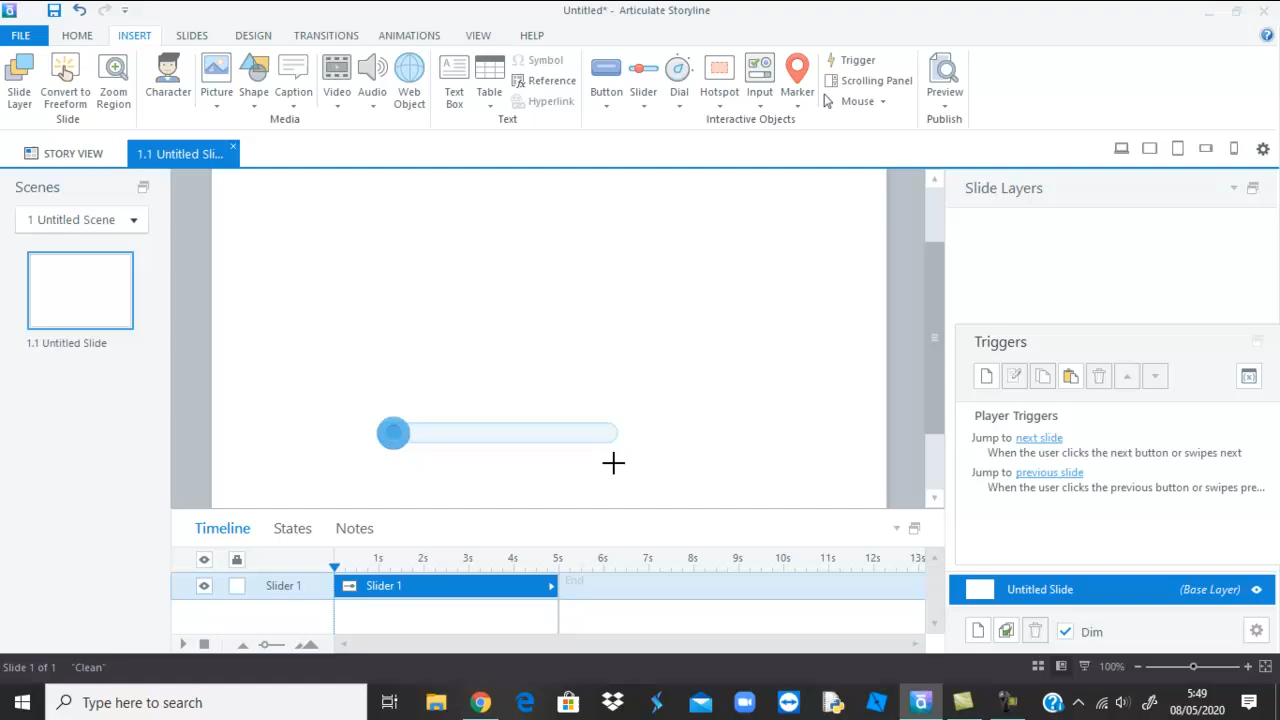 Untitled* - Articulate Storyline
FILE HOME INSERT SLIDES DESIGN TRANSITIONS ANIMATIONS VIEW HELP
Slide Layer
Convert to Freeform
Zoom Region
Slide
Character
Picture
Shape
Caption
Video
Audio
Web Object
Media
Text Box
Table
Symbol
Reference
Hyperlink
Text
Button
Slider
Dial
Hotspot
Input
Marker
Trigger
Scrolling Panel
Mouse
Interactive Objects
Preview
Publish
STORY VIEW
1.1 Untitled Sli...
Scenes
1 Untitled Scene
1.1 Untitled Slide
Slide Layers
Triggers
Player Triggers
Jump to next slide
When the user clicks the next button or swipes next
Jump to previous slide
When the user clicks the previous button or swipes pre...
Timeline States Notes
1s 2s 3s 4s 5s 6s 7s 8s 9s 10s 11s 12s 13s
Slider 1
Slider 1
End
Untitled Slide (Base Layer)
Dim
Slide 1 of 1 "Clean"
100%
Type here to search
5:49
08/05/2020